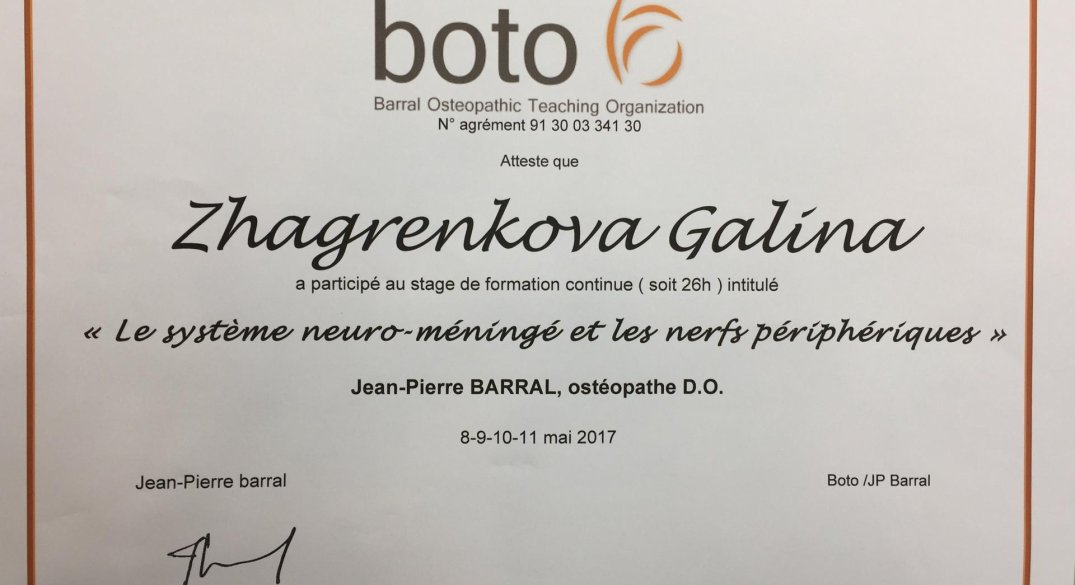 boto
Barral Osteopathic Teaching Organization
N° agrément 91 30 03 341 30
Atteste que
Zhagrenkova Galina
a participé au stage de formation continue ( soit 26h ) intitulé
« Le système neuro-méningé et les nerfs périphériques »
Jean-Pierre BARRAL, ostéopathe D.O.
8-9-10-11 mai 2017
Jean-Pierre barral
Boto /JP Barral